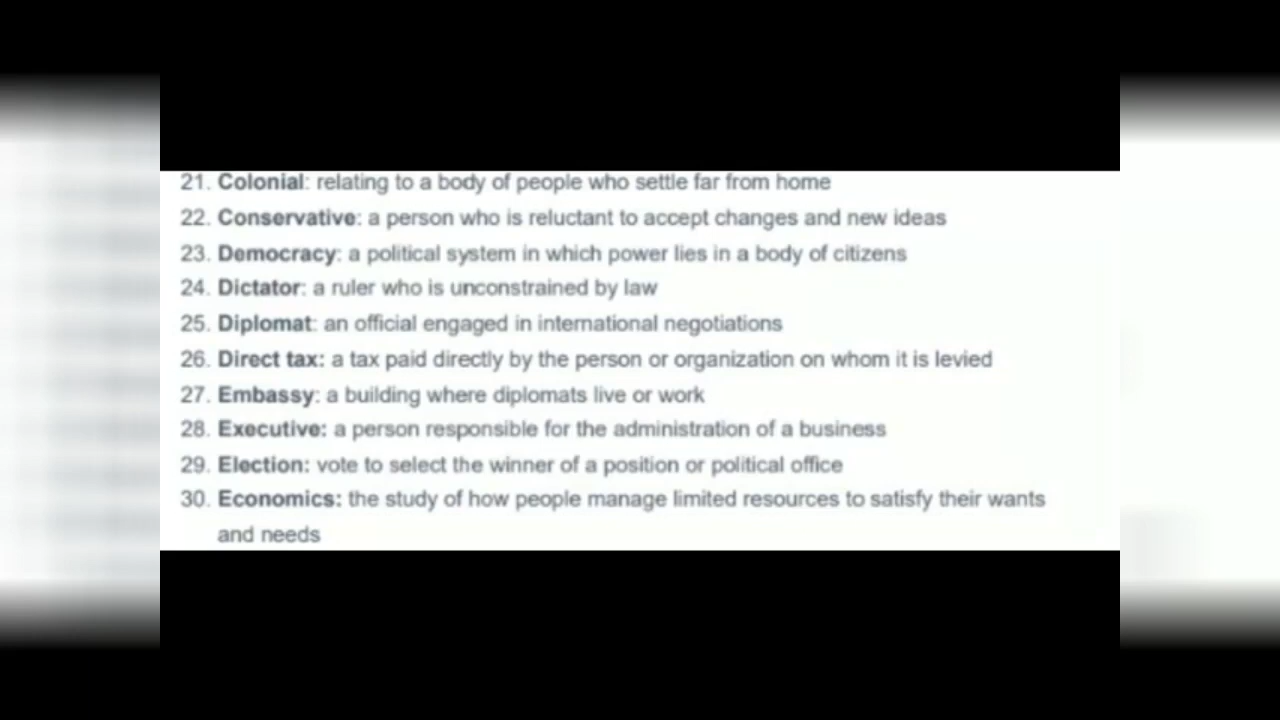 21. Colonial: relating to a body of people who settle far from home
22. Conservative: a person who is reluctant to accept changes and new ideas
23. Democracy: a political system in which power lies in a body of citizens
24. Dictator: a ruler who is unconstrained by law
25. Diplomat: an official engaged in international negotiations
26. Direct tax: a tax paid directly by the person or organization on whom it is levied
27. Embassy: a building where diplomats live or work
28. Executive: a person responsible for the administration of a business
29. Election: vote to select the winner of a position or political office
30. Economics: the study of how people manage limited resources to satisfy their wants
and needs